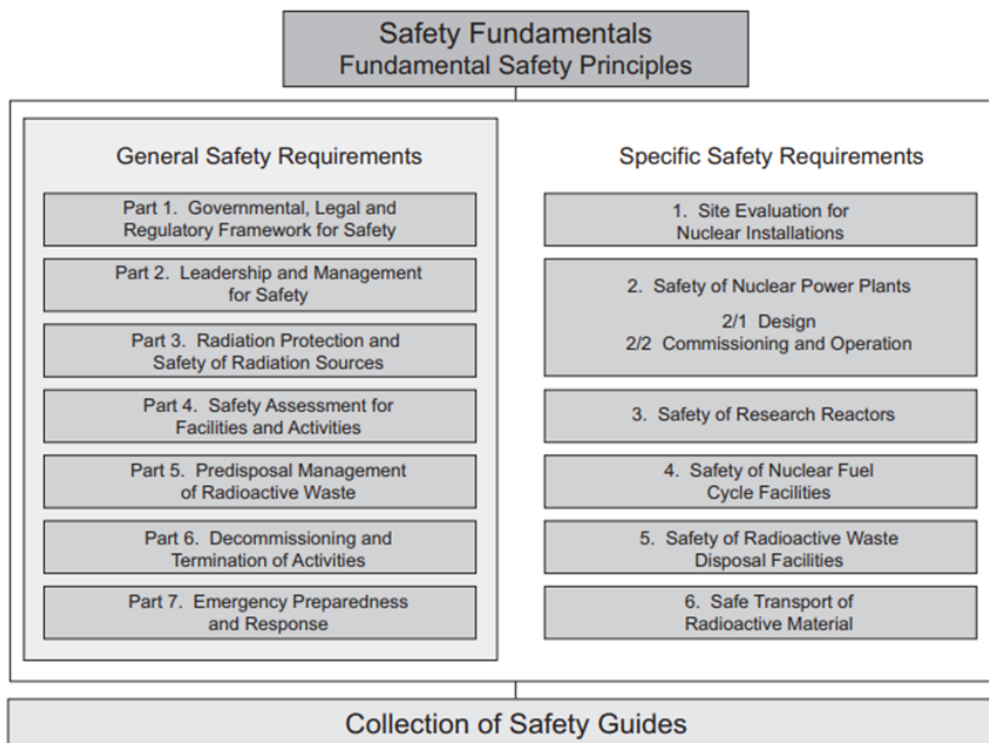 Safety Fundamentals
Fundamental Safety Principles
General Safety Requirements
Part 1. Governmental, Legal and
Regulatory Framework for Safety
Part 2. Leadership and Management
for Safety
Part 3. Radiation Protection and
Safety of Radiation Sources
Part 4. Safety Assessment for
Facilities and Activities
Part 5. Predisposal Management
of Radioactive Waste
Part 6. Decommissioning and
Termination of Activities
Part 7. Emergency Preparedness
and Response
Specific Safety Requirements
1. Site Evaluation for
Nuclear Installations
2. Safety of Nuclear Power Plants
2/1 Design
2/2 Commissioning and Operation
3. Safety of Research Reactors
4. Safety of Nuclear Fuel
Cycle Facilities
5. Safety of Radioactive Waste
Disposal Facilities
6. Safe Transport of
Radioactive Material
Collection of Safety Guides